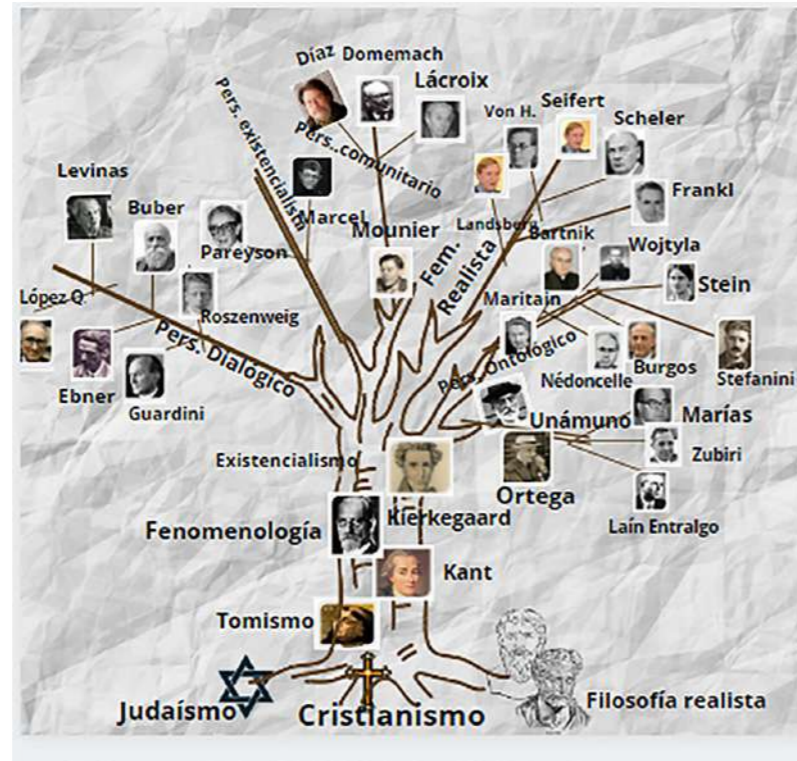 Díaz
Domemach
Lácroix
Pers. existencialista
Pers..comunitario
Von H.
Seifert
Scheler
Levinas
Buber
Pareyson
Marcel
Mounier
Fem.
Realista
Landsberg
Bartnik
Frankl
Wojtyla
Stein
López Q.
Roszenweig
Pers. Dialógico
Maritain
Pers. Ontológico
Ebner
Guardini
Nédoncelle
Burgos
Stefanini
Unámuno
Marías
Existencialismo
Zubiri
Ortega
Kierkegaard
Fenomenología
Laín Entralgo
Kant
Tomismo
Judaísmo
Cristianismo
Filosofía realista